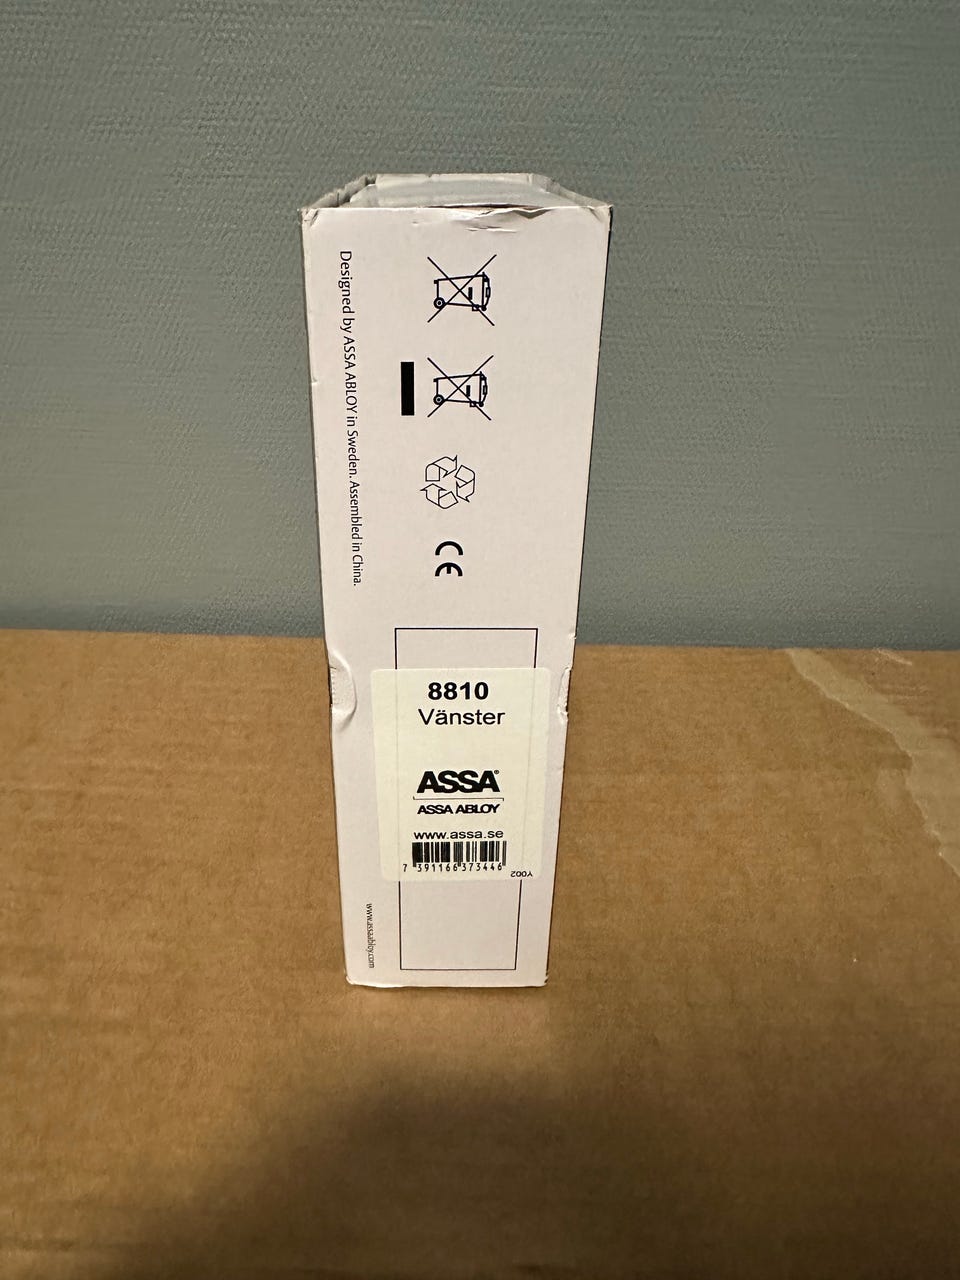 Designed by ASSA ABLOY in Sweden. Assembled in China.
CE
8810
Vänster
ASSA®
ASSA ABLOY
www.assa.se
7 391166 373446
Y002
www.assaabloy.com